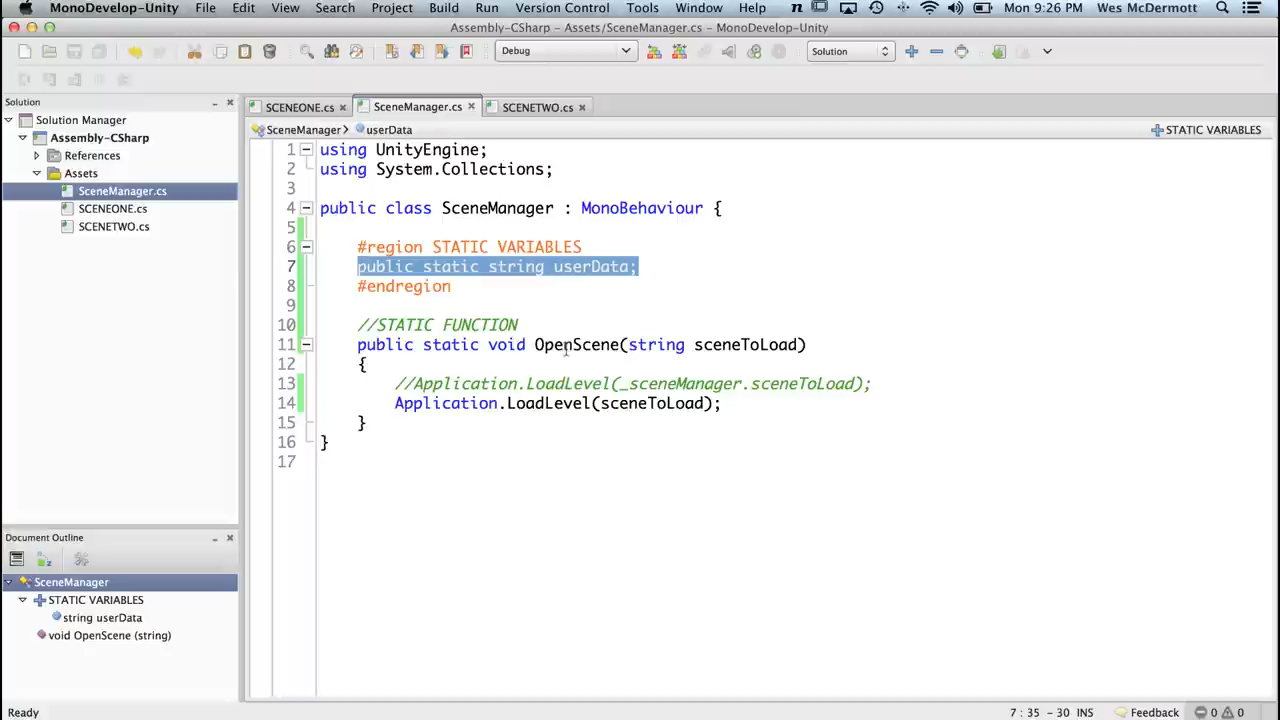 MonoDevelop-Unity File Edit View Search Project Build Run Version Control Tools Window Help Mon 9:26 PM Wes McDermott
Assembly-CSharp – Assets/SceneManager.cs – MonoDevelop-Unity
Debug Solution
Solution
Solution Manager
Assembly-CSharp
References
Assets
SceneManager.cs
SCENEONE.cs
SCENETWO.cs
SCENEONE.cs SceneManager.cs SCENETWO.cs
SceneManager userData STATIC VARIABLES
1 using UnityEngine;
2 using System.Collections;
3
4 public class SceneManager : MonoBehaviour {
5
6 #region STATIC VARIABLES
7 public static string userData;
8 #endregion
9
10 //STATIC FUNCTION
11 public static void OpenScene(string sceneToLoad)
12 {
13 //Application.LoadLevel(_sceneManager.sceneToLoad);
14 Application.LoadLevel(sceneToLoad);
15 }
16 }
17
Document Outline
SceneManager
STATIC VARIABLES
string userData
void OpenScene (string)
Ready 7 : 35 - 30 INS Feedback 0 0